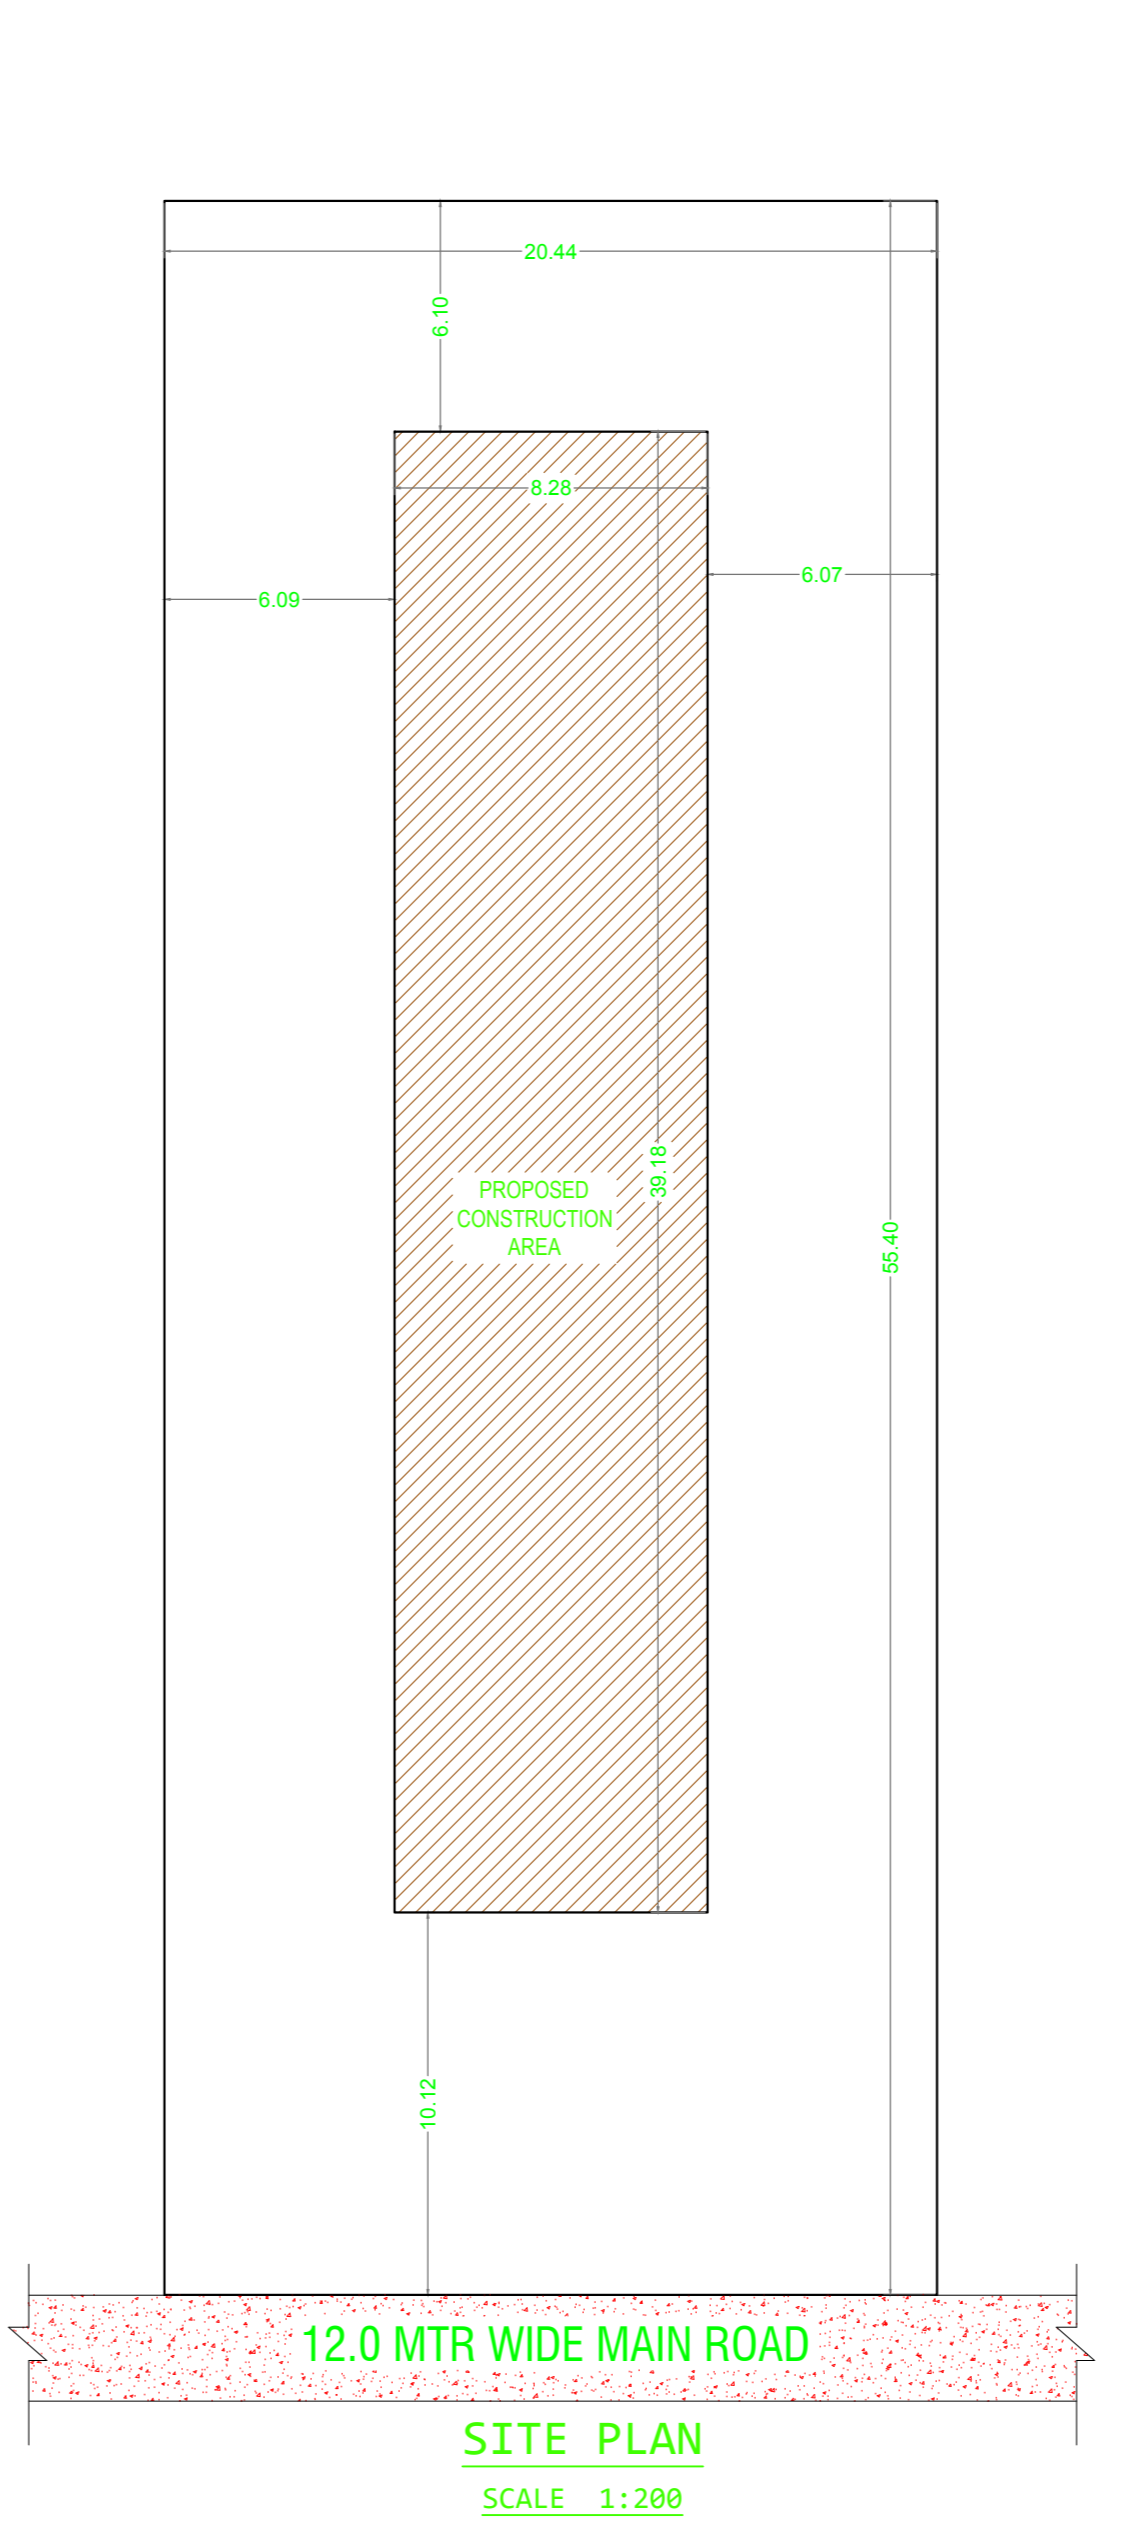 20.44
6.10
8.28
6.07
6.09
39.18
PROPOSED
CONSTRUCTION
AREA
55.40
10.12
12.0 MTR WIDE MAIN ROAD
SITE PLAN
SCALE 1:200